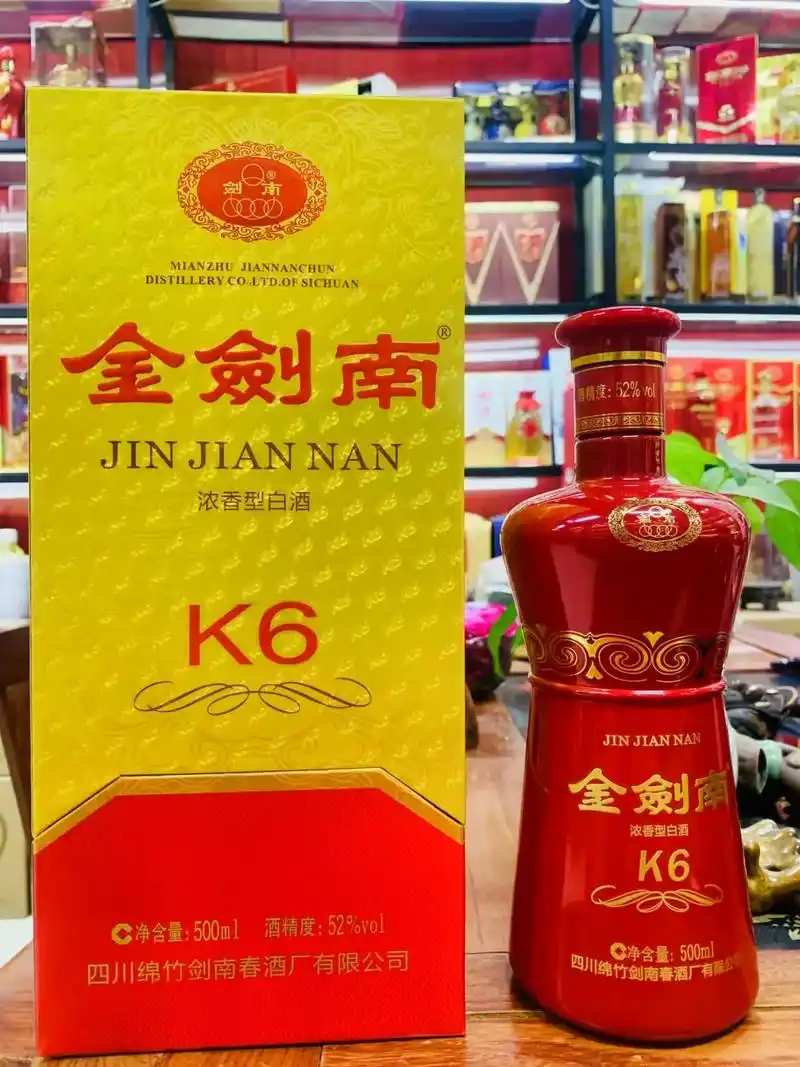 剑南®
MIANZHU JIANNANCHUN
DISTILLERY CO.,LTD.OF SICHUAN
金劍南®
JIN JIAN NAN
浓香型白酒
K6
净含量:500ml 酒精度:52%vol
四川绵竹剑南春酒厂有限公司
酒精度:52%vol
剑南
JIN JIAN NAN
金劍南
浓香型白酒
K6
净含量:500ml
四川绵竹剑南春酒厂有限公